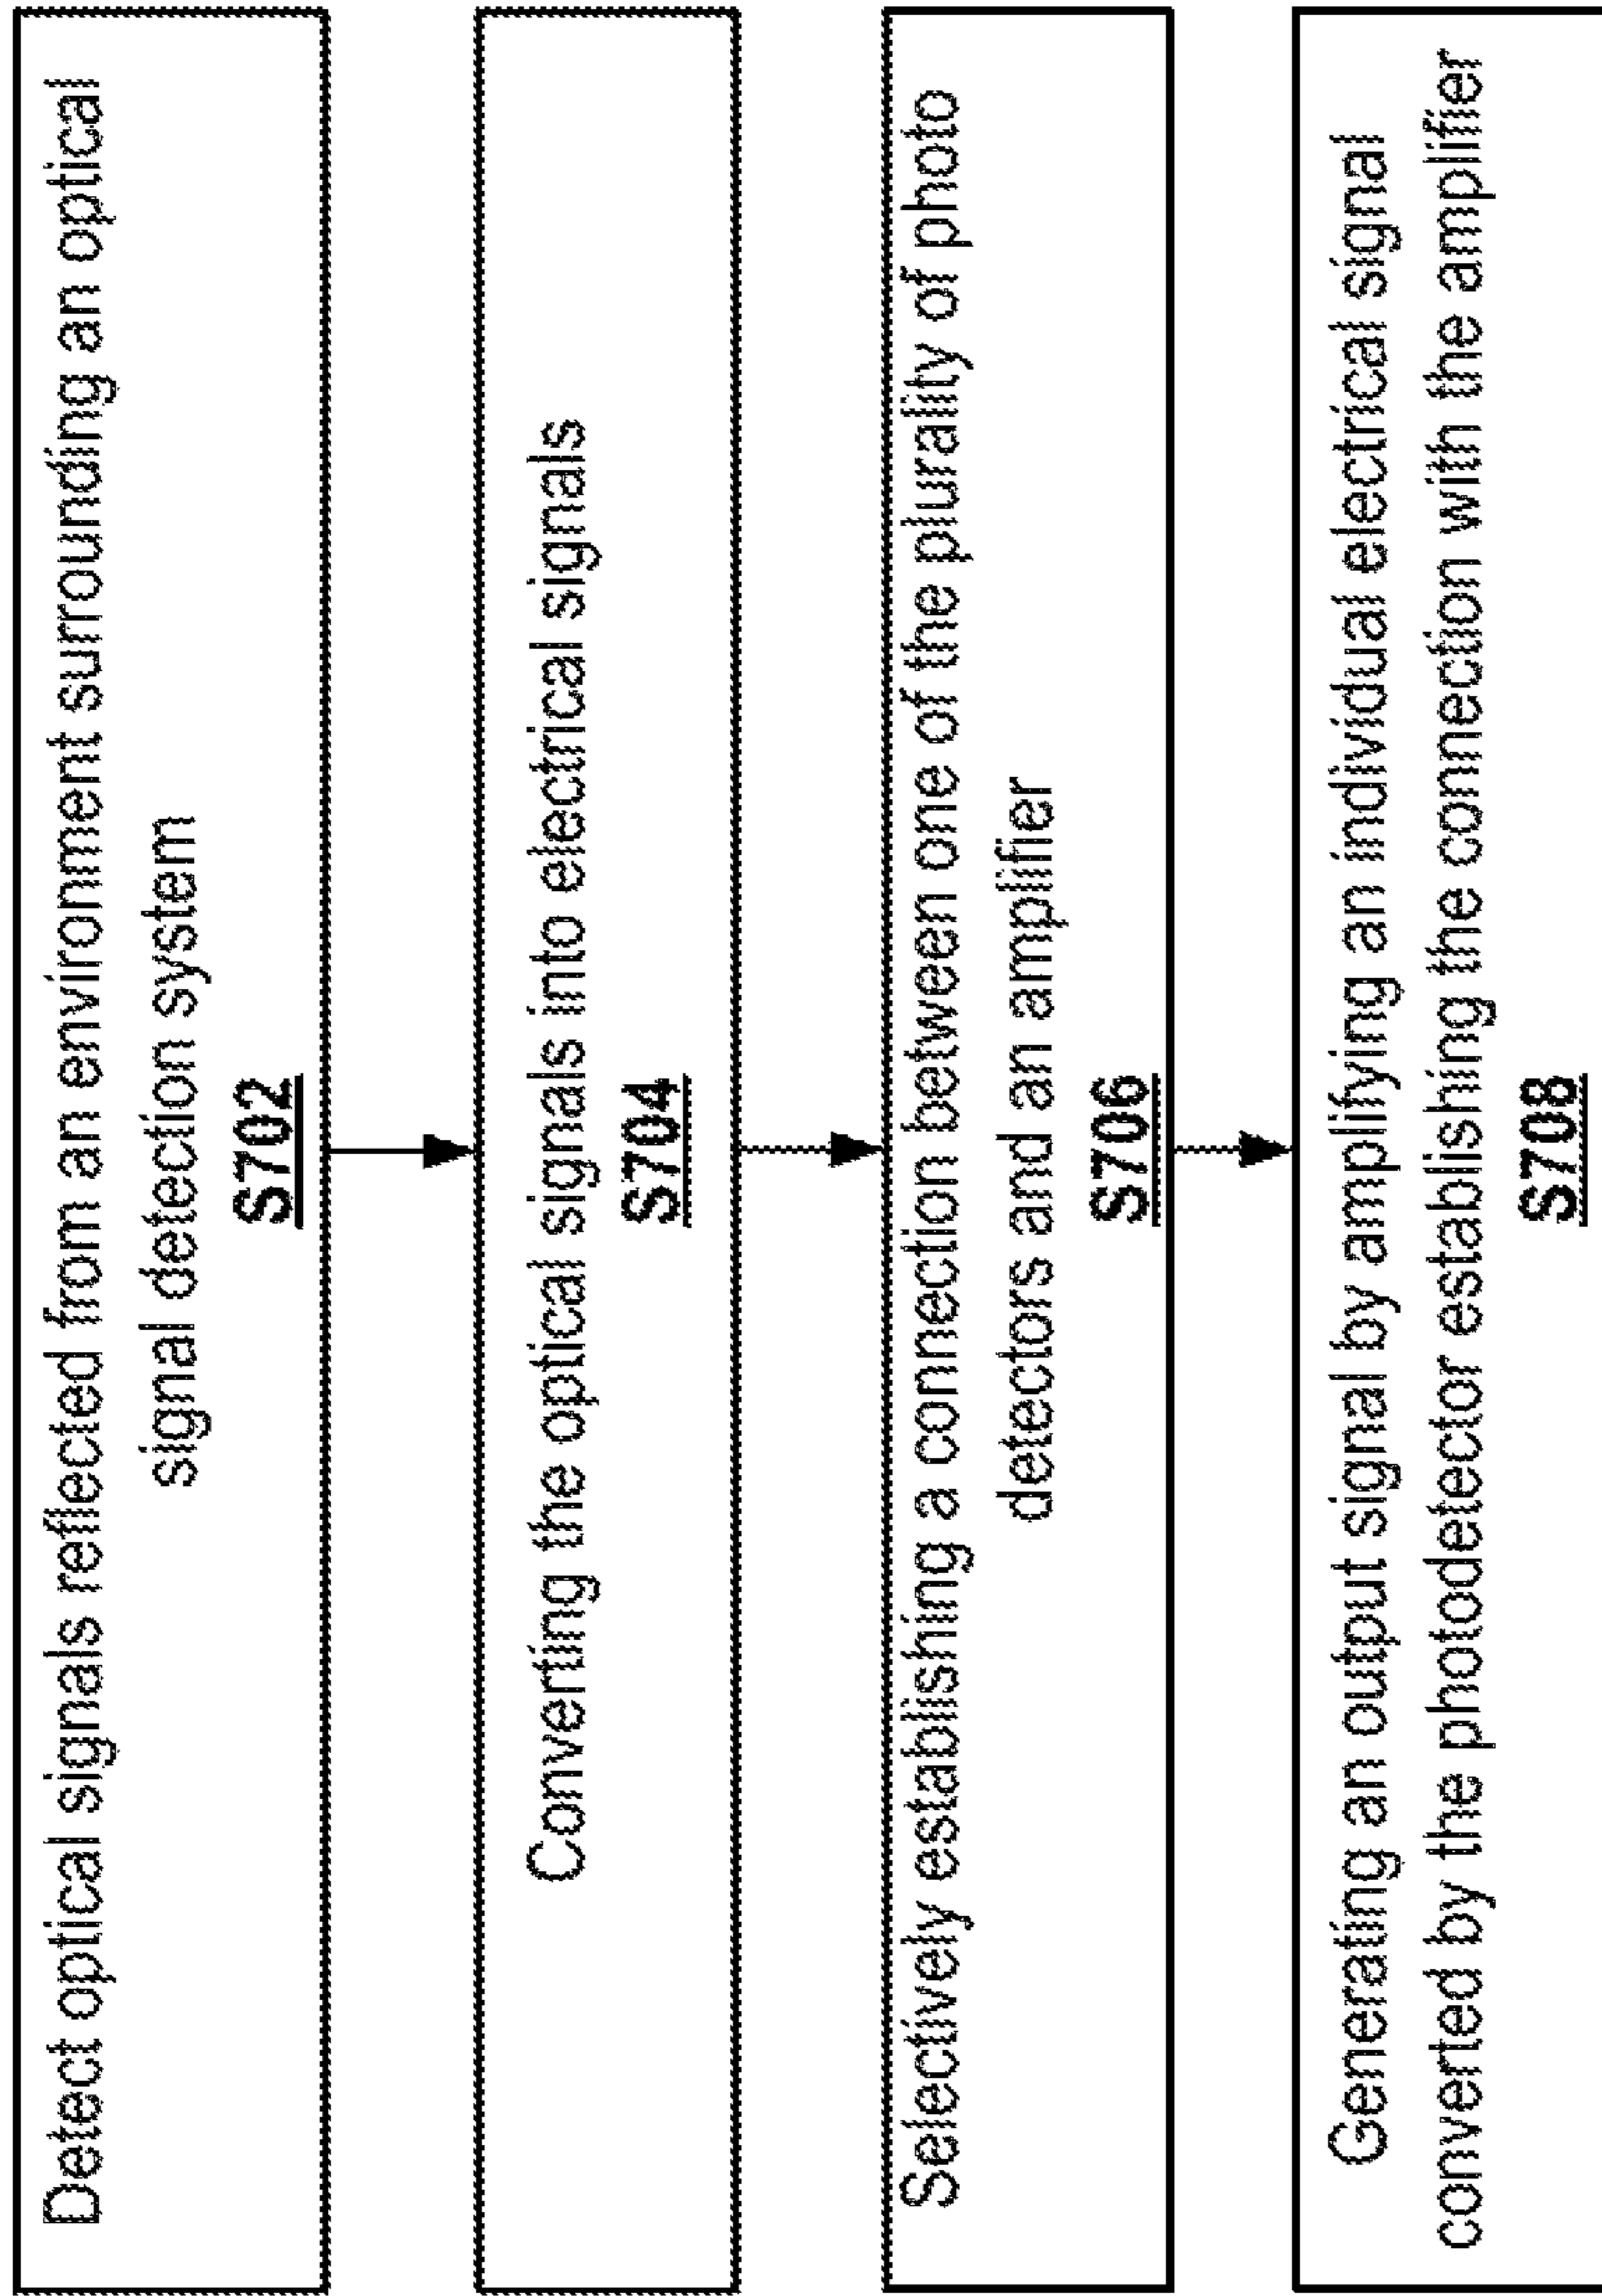 Detect optical signals reflected from an environment surrounding an optical
signal detection system
S702
Converting the optical signals into electrical signals
S704
Selectively establishing a connection between one of the plurality of photo
detectors and an amplifier
S706
Generating an output signal by amplifying an individual electrical signal
converted by the photodetector establishing the connection with the amplifier
S708